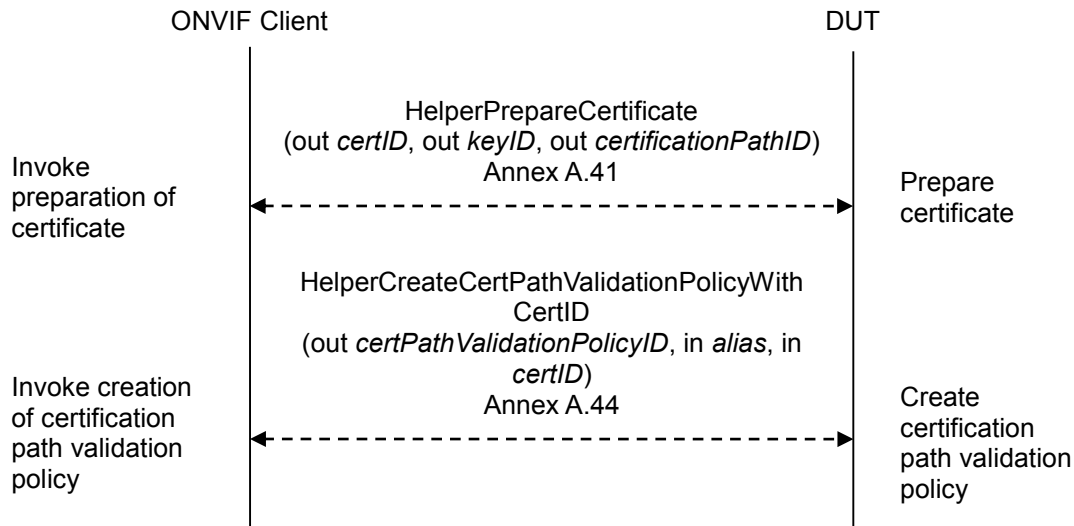 ONVIF Client
DUT
HelperPrepareCertificate
(out certID, out keyID, out certificationPathID)
Annex A.41
Invoke
preparation of
certificate
Prepare
certificate
HelperCreateCertPathValidationPolicyWith
CertID
(out certPathValidationPolicyID, in alias, in
certID)
Annex A.44
Invoke creation
of certification
path validation
policy
Create
certification
path validation
policy